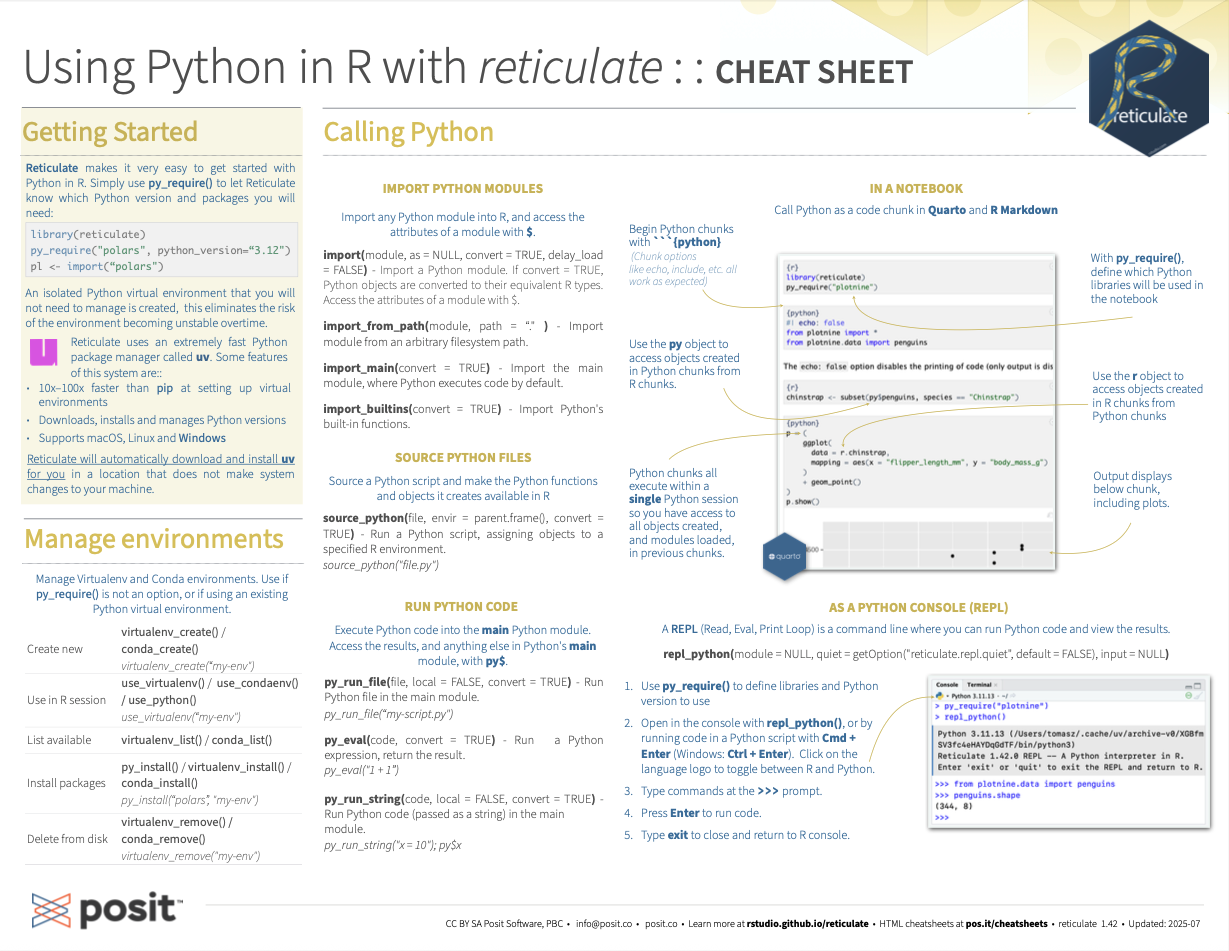 Using Python in R with reticulate : : CHEAT SHEET
reticulate
Getting Started
Reticulate makes it very easy to get started with
Python in R. Simply use py_require() to let Reticulate
know which Python version and packages you will
need:
library(reticulate)
py_require("polars", python_version=“3.12")
pl <- import(“polars”)
An isolated Python virtual environment that you will
not need to manage is created, this eliminates the risk
of the environment becoming unstable overtime.
Reticulate uses an extremely fast Python
package manager called uv. Some features
of this system are::
• 10x–100x faster than pip at setting up virtual
environments
• Downloads, installs and manages Python versions
• Supports macOS, Linux and Windows
Reticulate will automatically download and install uv
for you in a location that does not make system
changes to your machine.
Manage environments
Manage Virtualenv and Conda environments. Use if
py_require() is not an option, or if using an existing
Python virtual environment.
Create new
virtualenv_create() /
conda_create()
virtualenv_create(“my-env”)
Use in R session
use_virtualenv() / use_condaenv()
/ use_python()
use_virtualenv(“my-env”)
List available
virtualenv_list() / conda_list()
Install packages
py_install() / virtualenv_install() /
conda_install()
py_install(“polars”, "my-env")
Delete from disk
virtualenv_remove() /
conda_remove()
virtualenv_remove("my-env")
Calling Python
IMPORT PYTHON MODULES
Import any Python module into R, and access the
attributes of a module with $.
import(module, as = NULL, convert = TRUE, delay_load
= FALSE) - Import a Python module. If convert = TRUE,
Python objects are converted to their equivalent R types.
Access the attributes of a module with $.
import_from_path(module, path = “.” ) - Import
module from an arbitrary filesystem path.
import_main(convert = TRUE) - Import the main
module, where Python executes code by default.
import_builtins(convert = TRUE) - Import Python's
built-in functions.
SOURCE PYTHON FILES
Source a Python script and make the Python functions
and objects it creates available in R
source_python(file, envir = parent.frame(), convert =
TRUE) - Run a Python script, assigning objects to a
specified R environment.
source_python("file.py")
RUN PYTHON CODE
Execute Python code into the main Python module.
Access the results, and anything else in Python's main
module, with py$.
py_run_file(file, local = FALSE, convert = TRUE) - Run
Python file in the main module.
py_run_file(“my-script.py")
py_eval(code, convert = TRUE) - Run a Python
expression, return the result.
py_eval("1 + 1")
py_run_string(code, local = FALSE, convert = TRUE) -
Run Python code (passed as a string) in the main
module.
py_run_string("x = 10"); py$x
IN A NOTEBOOK
Call Python as a code chunk in Quarto and R Markdown
Begin Python chunks
with ```{python}
(Chunk options
like echo, include, etc. all
work as expected)
Use the py object to
access objects created
in Python chunks from
R chunks.
Python chunks all
execute within a
single Python session
so you have access to
all objects created,
and modules loaded,
in previous chunks.
{r}
library(reticulate)
py_require("plotnine")
{python}
#| echo: false
from plotnine import *
from plotnine.data import penguins
The echo: false option disables the printing of code (only output is dis
{r}
chinstrap <- subset(py$penguins, species == "Chinstrap")
{python}
p = (
ggplot(
data = r.chinstrap,
mapping = aes(x = "flipper_length_mm", y = "body_mass_g")
)
+ geom_point()
)
p.show()
quarto
With py_require(),
define which Python
libraries will be used in
the notebook
Use the r object to
access objects created
in R chunks from
Python chunks
Output displays
below chunk,
including plots.
AS A PYTHON CONSOLE (REPL)
A REPL (Read, Eval, Print Loop) is a command line where you can run Python code and view the results.
repl_python(module = NULL, quiet = getOption("reticulate.repl.quiet", default = FALSE), input = NULL)
1. Use py_require() to define libraries and Python
version to use
2. Open in the console with repl_python(), or by
running code in a Python script with Cmd +
Enter (Windows: Ctrl + Enter). Click on the
language logo to toggle between R and Python.
3. Type commands at the >>> prompt.
4. Press Enter to run code.
5. Type exit to close and return to R console.
Console Terminal
Python 3.11.13 · ~/
> py_require("plotnine")
> repl_python()
Python 3.11.13 (/Users/tomasz/.cache/uv/archive-v0/XGBfm
SV3fc4eHAYDqGdTF/bin/python3)
Reticulate 1.42.0 REPL -- A Python interpreter in R.
Enter 'exit' or 'quit' to exit the REPL and return to R.
>>> from plotnine.data import penguins
>>> penguins.shape
(344, 8)
>>>
posit™
CC BY SA Posit Software, PBC • info@posit.co • posit.co • Learn more at rstudio.github.io/reticulate • HTML cheatsheets at pos.it/cheatsheets • reticulate 1.42 • Updated: 2025-07